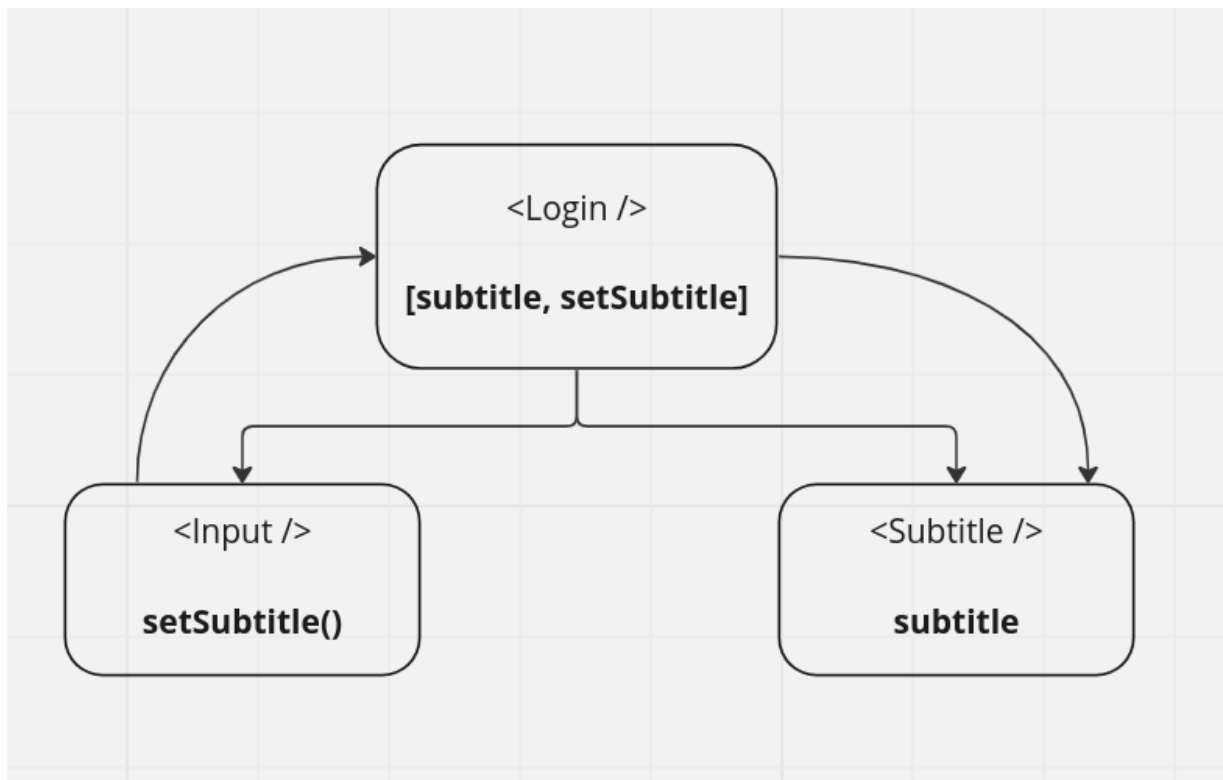 <Login />
[subtitle, setSubtitle]
<Input />
setSubtitle()
<Subtitle />
subtitle